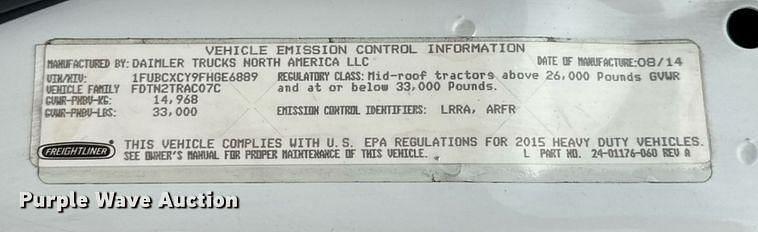 VEHICLE EMISSION CONTROL INFORMATION
MANUFACTURED BY: DAIMLER TRUCKS NORTH AMERICA LLC DATE OF MANUFACTURE: 08/14
VIN/NIV: 1FUBCXCY9FHGE6889 REGULATORY CLASS: Mid-roof tractors above 26,000 Pounds GVWR
VEHICLE FAMILY FDTN2TRAC07C and at or below 33,000 Pounds.
GVWR-PNBV-KG: 14,968
GVWR-PNBV-LBS: 33,000 EMISSION CONTROL IDENTIFIERS: LRRA, ARFR
FREIGHTLINER THIS VEHICLE COMPLIES WITH U.S. EPA REGULATIONS FOR 2015 HEAVY DUTY VEHICLES.
SEE OWNER'S MANUAL FOR PROPER MAINTENANCE OF THIS VEHICLE. L PART NO. 24-01176-060 REV A
Purple Wave Auction